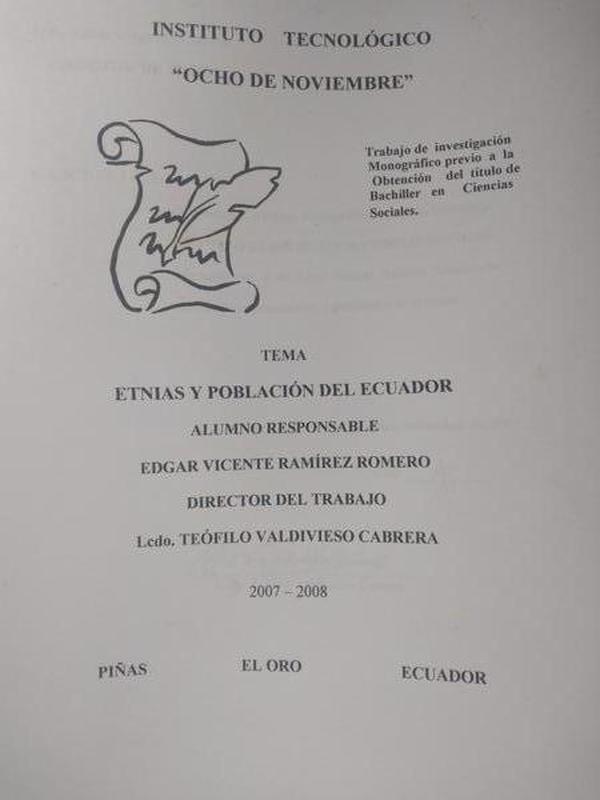 INSTITUTO TECNOLÓGICO
“OCHO DE NOVIEMBRE”
Trabajo de investigación
Monográfico previo a la
Obtención del título de
Bachiller en Ciencias
Sociales.
TEMA
ETNIAS Y POBLACIÓN DEL ECUADOR
ALUMNO RESPONSABLE
EDGAR VICENTE RAMÍREZ ROMERO
DIRECTOR DEL TRABAJO
Lcdo. TEÓFILO VALDIVIESO CABRERA
2007 – 2008
PIÑAS EL ORO ECUADOR